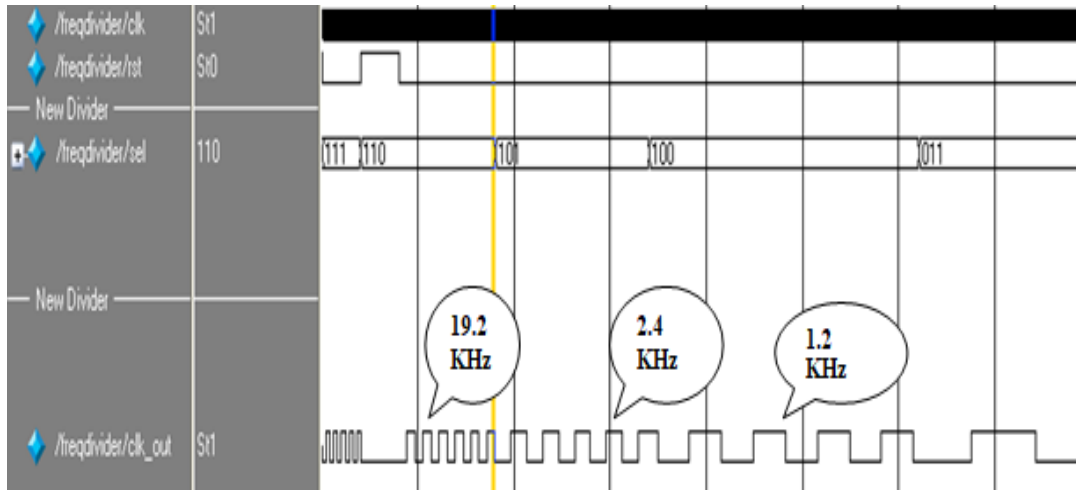 /freqdivider/clk St1
/freqdivider/rst St0
New Divider
/freqdivider/sel 110 111 110 101 100 011
New Divider
19.2
KHz
2.4
KHz
1.2
KHz
/freqdivider/clk_out St1